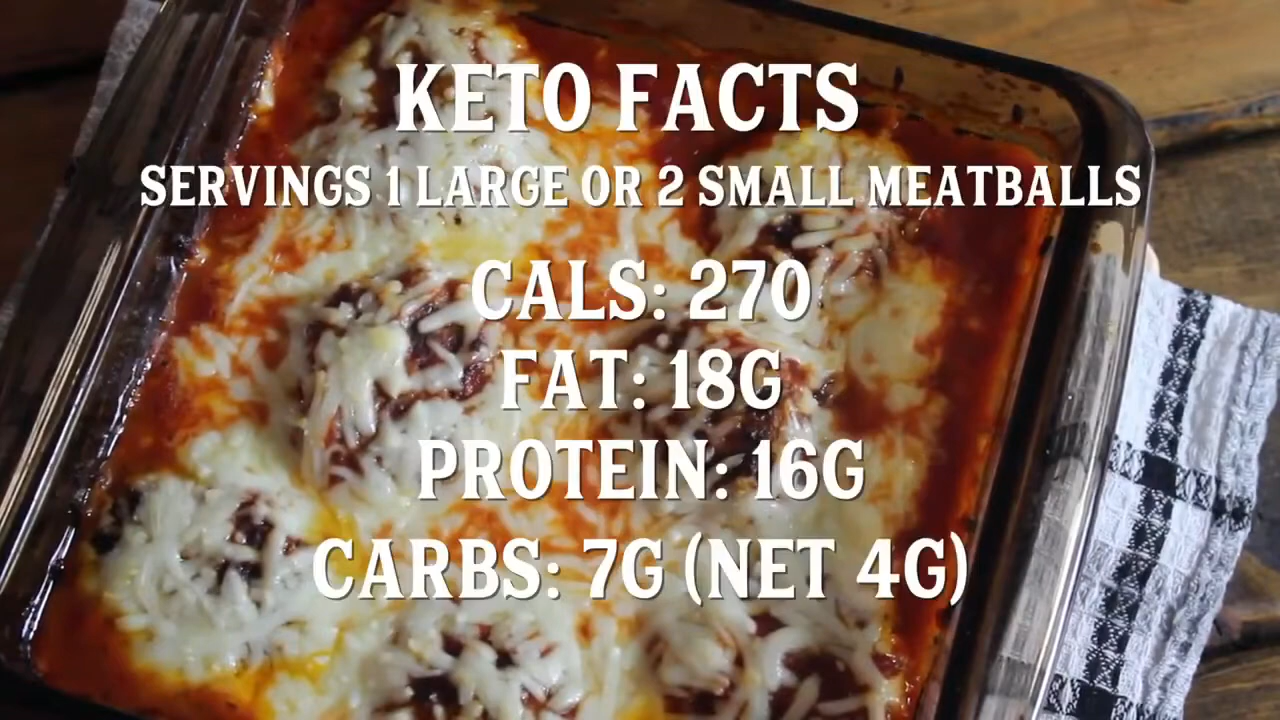 KETO FACTS
SERVINGS 1 LARGE OR 2 SMALL MEATBALLS
CALS: 270
FAT: 18G
PROTEIN: 16G
CARBS: 7G (NET 4G)